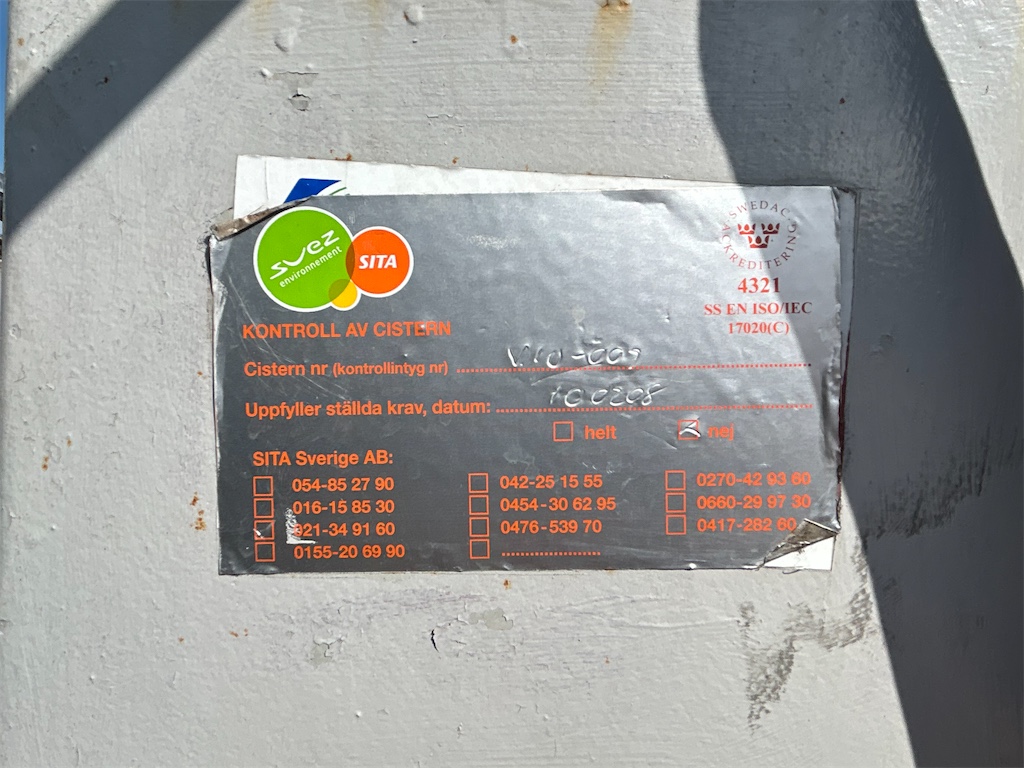 svez
environnement
SITA
SWEDAC
ACKREDITERING
4321
SS EN ISO/IEC
17020(C)
KONTROLL AV CISTERN
Cistern nr (kontrollintyg nr)
Uppfyller ställda krav, datum: 100208
helt nej
SITA Sverige AB:
054-85 27 90 042-25 15 55 0270-42 93 60
016-15 85 30 0454-30 62 95 0660-29 97 30
021-34 91 60 0476-539 70 0417-282 60
0155-20 69 90